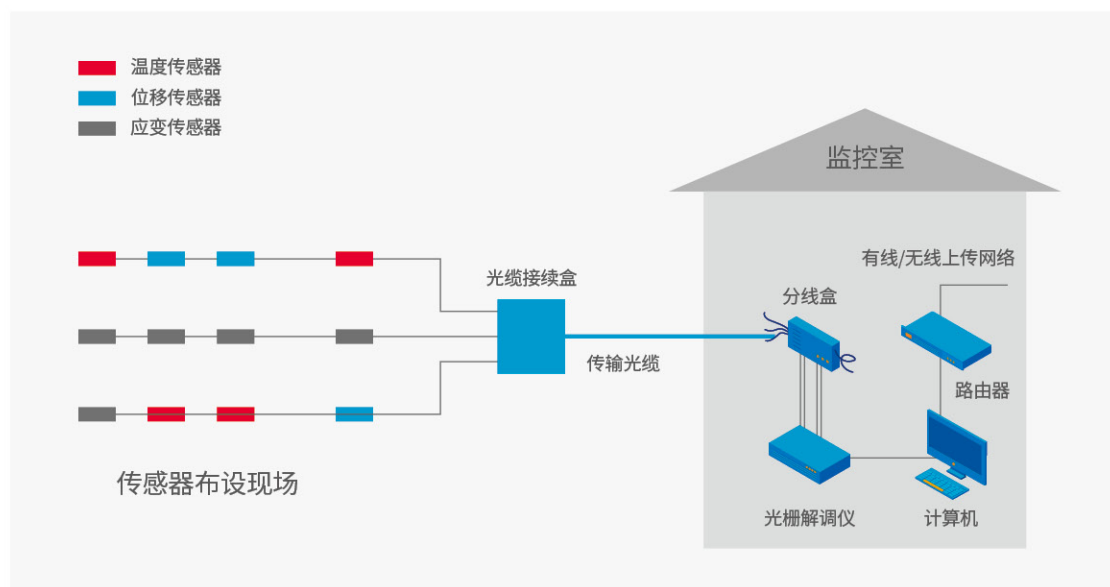 温度传感器
位移传感器
应变传感器
监控室
有线/无线上传网络
光缆接续盒
分线盒
传输光缆
路由器
传感器布设现场
光栅解调仪
计算机